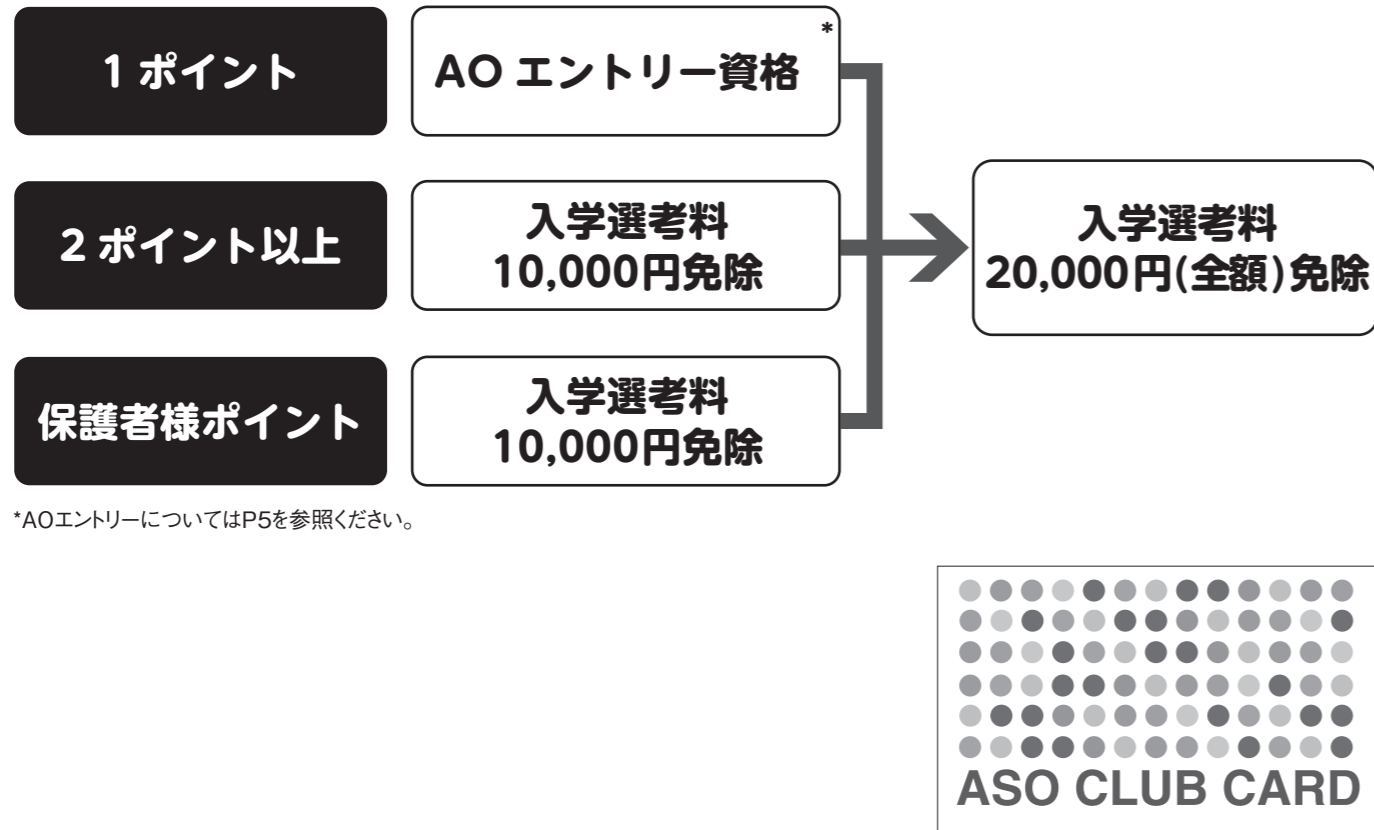 1 ポイント
AO エントリー資格*
2 ポイント以上
入学選考料
10,000円免除
入学選考料
20,000円(全額)免除
保護者様ポイント
入学選考料
10,000円免除
*AOエントリーについてはP5を参照ください。
ASO CLUB CARD